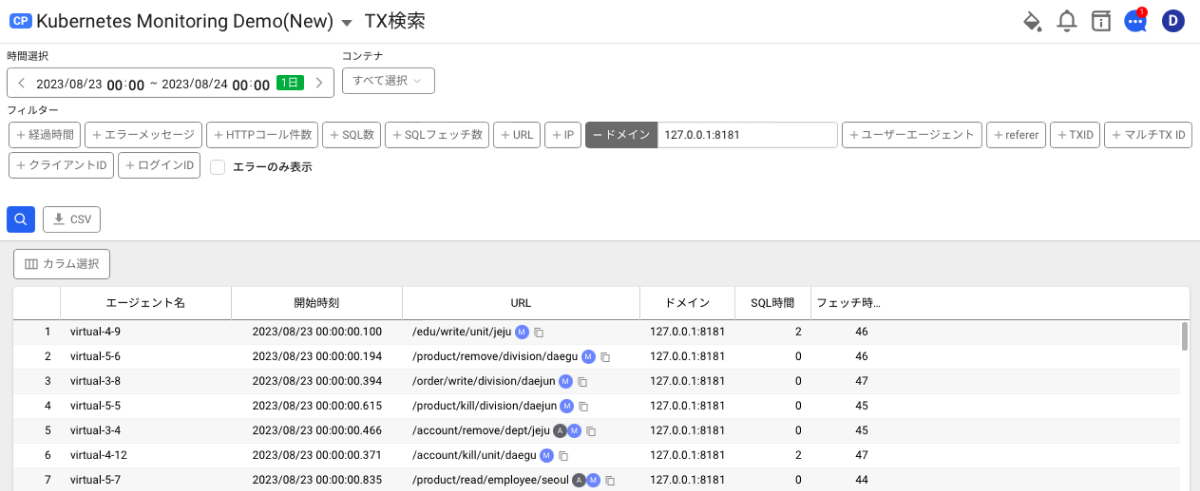 CP Kubernetes Monitoring Demo(New) TX検索 1 D
時間選択 コンテナ
2023/08/23 00:00 ~ 2023/08/24 00:00 1日 すべて選択
フィルター
+ 経過時間 + エラーメッセージ + HTTPコール件数 + SQL数 + SQLフェッチ数 + URL + IP − ドメイン 127.0.0.1:8181 + ユーザーエージェント + referer + TXID + マルチTX ID
+ クライアントID + ログインID エラーのみ表示
CSV
カラム選択
エージェント名 開始時刻 URL ドメイン SQL時間 フェッチ時...
1 virtual-4-9 2023/08/23 00:00:00.100 /edu/write/unit/jeju M 127.0.0.1:8181 2 46
2 virtual-5-6 2023/08/23 00:00:00.194 /product/remove/division/daegu M 127.0.0.1:8181 0 46
3 virtual-3-8 2023/08/23 00:00:00.394 /order/write/division/daejun M 127.0.0.1:8181 0 47
4 virtual-5-5 2023/08/23 00:00:00.615 /product/kill/division/daejun M 127.0.0.1:8181 0 45
5 virtual-3-4 2023/08/23 00:00:00.466 /account/remove/dept/jeju A M 127.0.0.1:8181 0 45
6 virtual-4-12 2023/08/23 00:00:00.371 /account/kill/unit/daegu M 127.0.0.1:8181 2 47
7 virtual-5-7 2023/08/23 00:00:00.835 /product/read/employee/seoul A M 127.0.0.1:8181 0 44